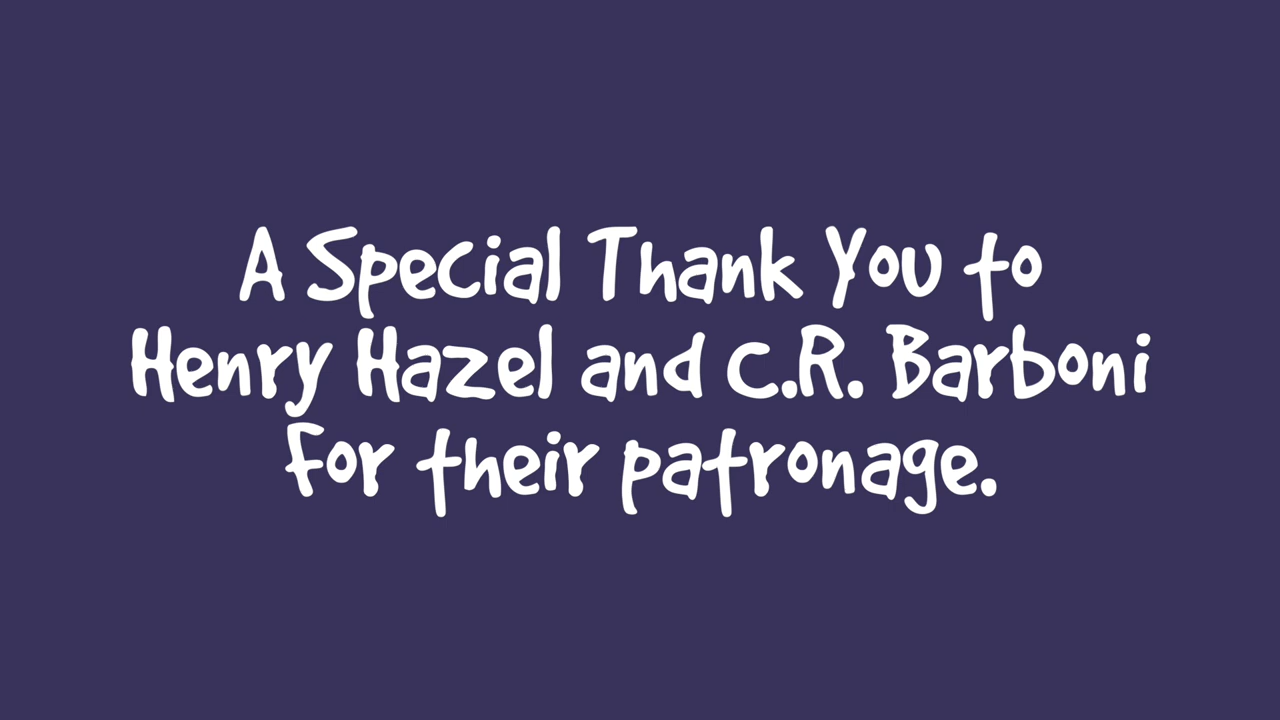 A Special Thank You to
Henry Hazel and C.R. Barboni
For their patronage.